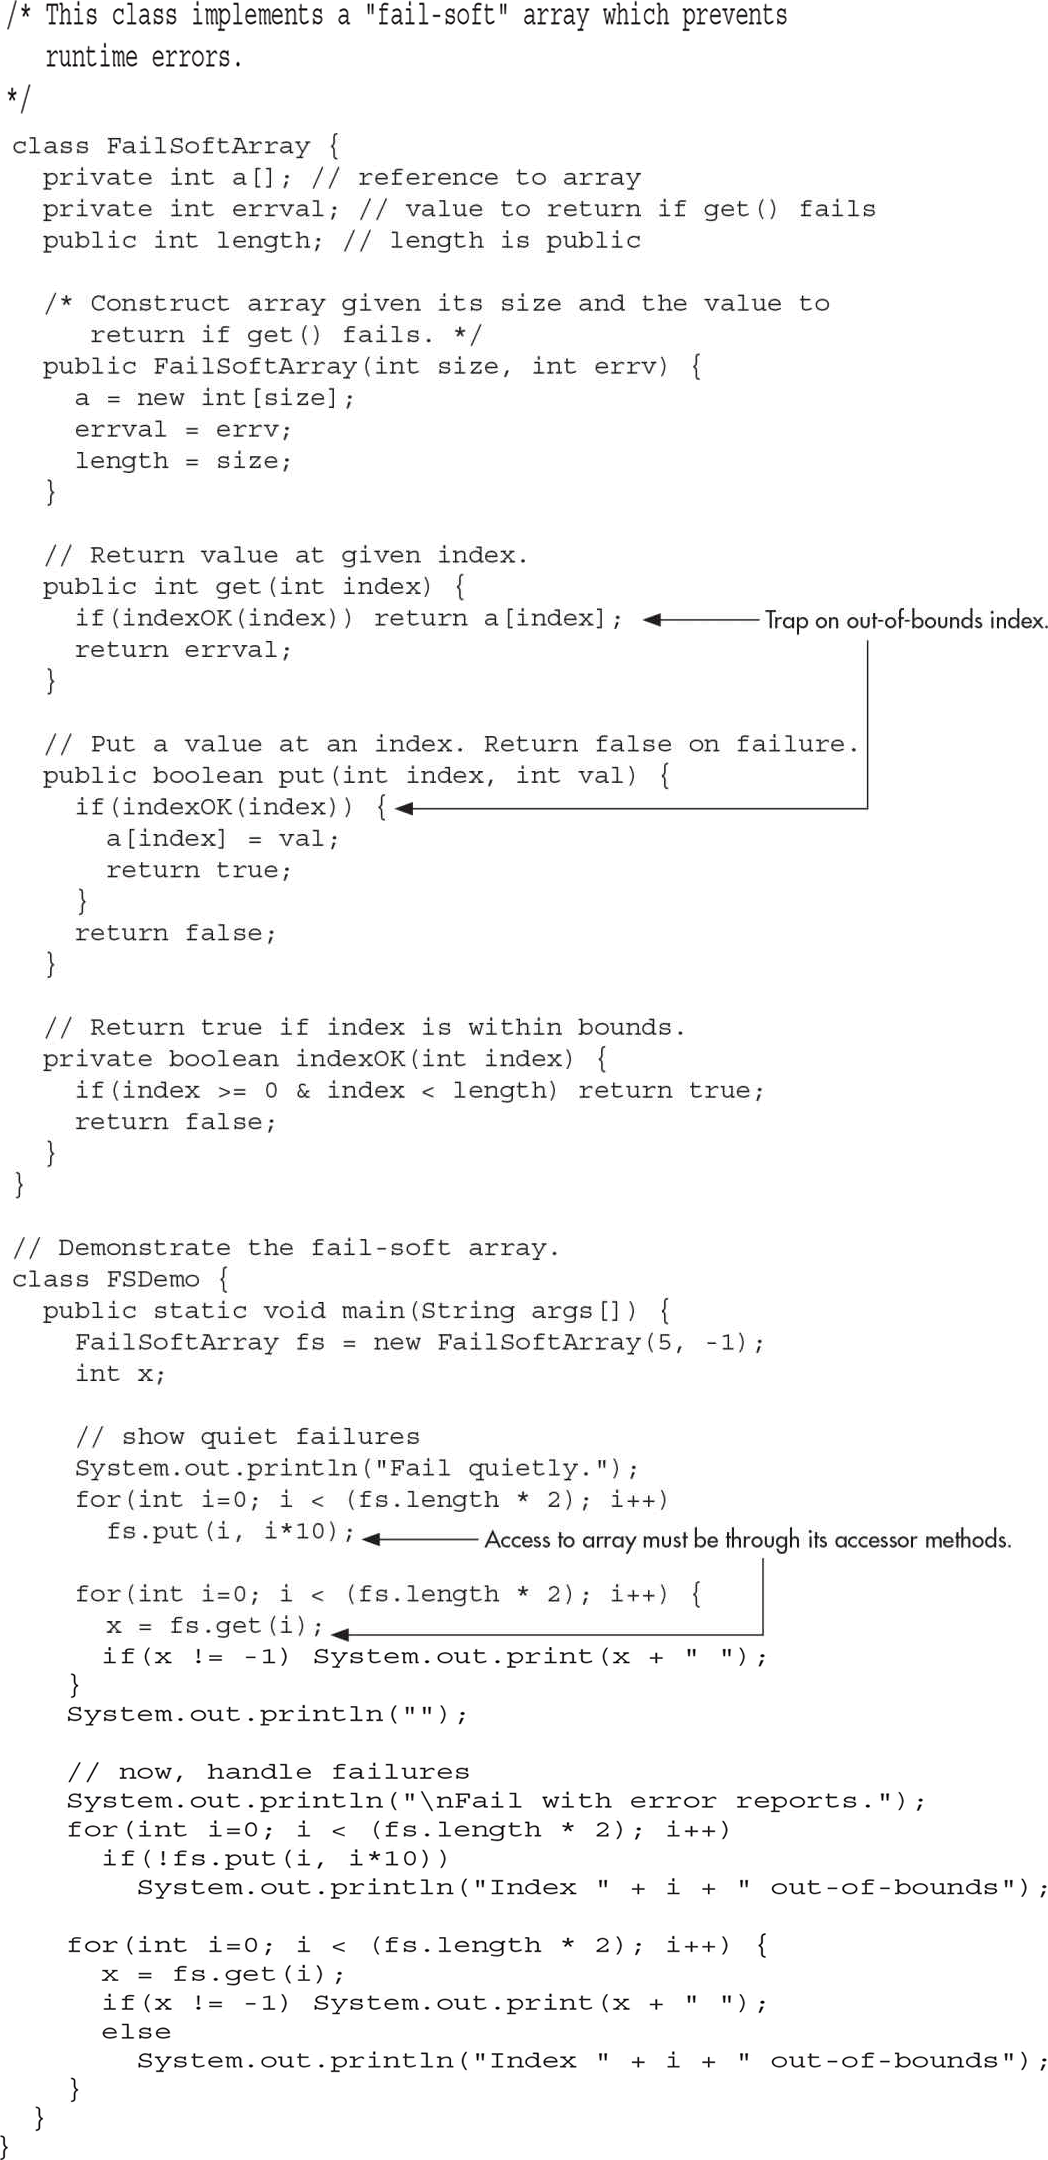 /* This class implements a "fail-soft" array which prevents
   runtime errors.
*/
class FailSoftArray {
  private int a[]; // reference to array
  private int errval; // value to return if get() fails
  public int length; // length is public

  /* Construct array given its size and the value to
     return if get() fails. */
  public FailSoftArray(int size, int errv) {
    a = new int[size];
    errval = errv;
    length = size;
  }

  // Return value at given index.
  public int get(int index) {
    if(indexOK(index)) return a[index];    Trap on out-of-bounds index.
    return errval;
  }

  // Put a value at an index. Return false on failure.
  public boolean put(int index, int val) {
    if(indexOK(index)) {
      a[index] = val;
      return true;
    }
    return false;
  }

  // Return true if index is within bounds.
  private boolean indexOK(int index) {
    if(index >= 0 & index < length) return true;
    return false;
  }
}

// Demonstrate the fail-soft array.
class FSDemo {
  public static void main(String args[]) {
    FailSoftArray fs = new FailSoftArray(5, -1);
    int x;

    // show quiet failures
    System.out.println("Fail quietly.");
    for(int i=0; i < (fs.length * 2); i++)
      fs.put(i, i*10);    Access to array must be through its accessor methods.

    for(int i=0; i < (fs.length * 2); i++) {
      x = fs.get(i);
      if(x != -1) System.out.print(x + " ");
    }
    System.out.println("");

    // now, handle failures
    System.out.println("\nFail with error reports.");
    for(int i=0; i < (fs.length * 2); i++)
      if(!fs.put(i, i*10))
        System.out.println("Index " + i + " out-of-bounds");

    for(int i=0; i < (fs.length * 2); i++) {
      x = fs.get(i);
      if(x != -1) System.out.print(x + " ");
      else
        System.out.println("Index " + i + " out-of-bounds");
    }
  }
}